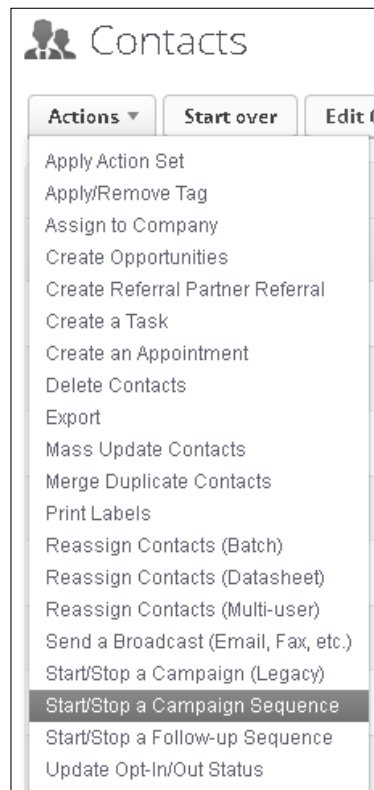 Contacts
Actions Start over Edit
Apply Action Set
Apply/Remove Tag
Assign to Company
Create Opportunities
Create Referral Partner Referral
Create a Task
Create an Appointment
Delete Contacts
Export
Mass Update Contacts
Merge Duplicate Contacts
Print Labels
Reassign Contacts (Batch)
Reassign Contacts (Datasheet)
Reassign Contacts (Multi-user)
Send a Broadcast (Email, Fax, etc.)
Start/Stop a Campaign (Legacy)
Start/Stop a Campaign Sequence
Start/Stop a Follow-up Sequence
Update Opt-In/Out Status